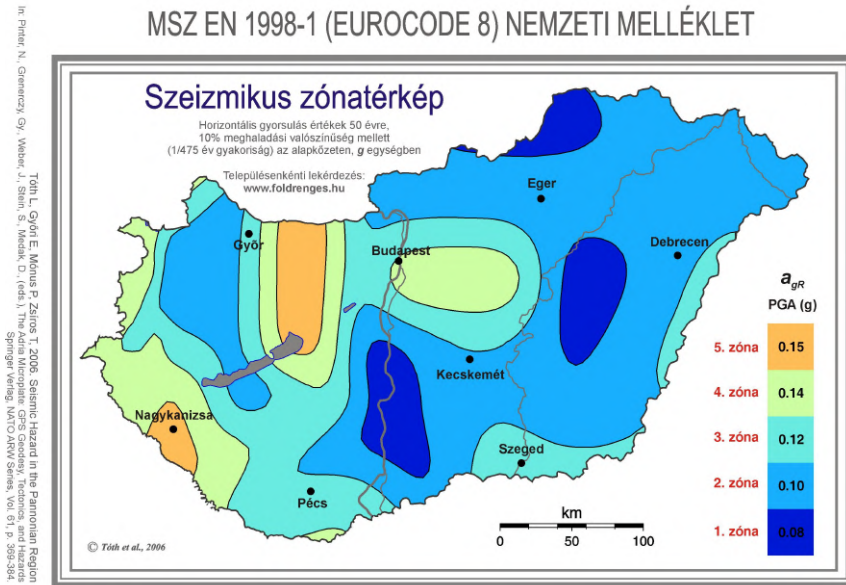 MSZ EN 1998-1 (EUROCODE 8) NEMZETI MELLÉKLET
Szeizmikus zónatérkép
Horizontális gyorsulás értékek 50 évre,
10% meghaladási valószínűség mellett
(1/475 év gyakoriság) az alapkőzeten, g egységben
Településenkénti lekérdezés:
www.foldrenges.hu
Eger
Győr
Budapest
Debrecen
Kecskemét
Nagykanizsa
Szeged
Pécs
agR
PGA (g)
5. zóna 0.15
4. zóna 0.14
3. zóna 0.12
2. zóna 0.10
1. zóna 0.08
km
0 50 100
© Tóth et al., 2006
Tóth L, Győri E, Mónus P, Zsíros T, 2006. Seismic Hazard in the Pannonian Region
In: Pinter, N., Grenerczy, Gy., Weber, J., Stein, S., Medak, D., (eds.), The Adria Microplate: GPS Geodesy, Tectonics, and Hazards
Springer Verlag, NATO ARW Series, Vol. 61, p. 369-384.